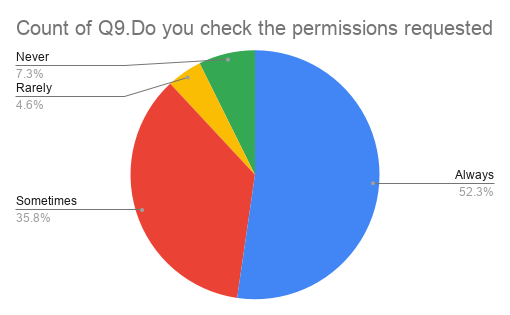 Count of Q9.Do you check the permissions requested
Never
7.3%
Rarely
4.6%
Always
52.3%
Sometimes
35.8%